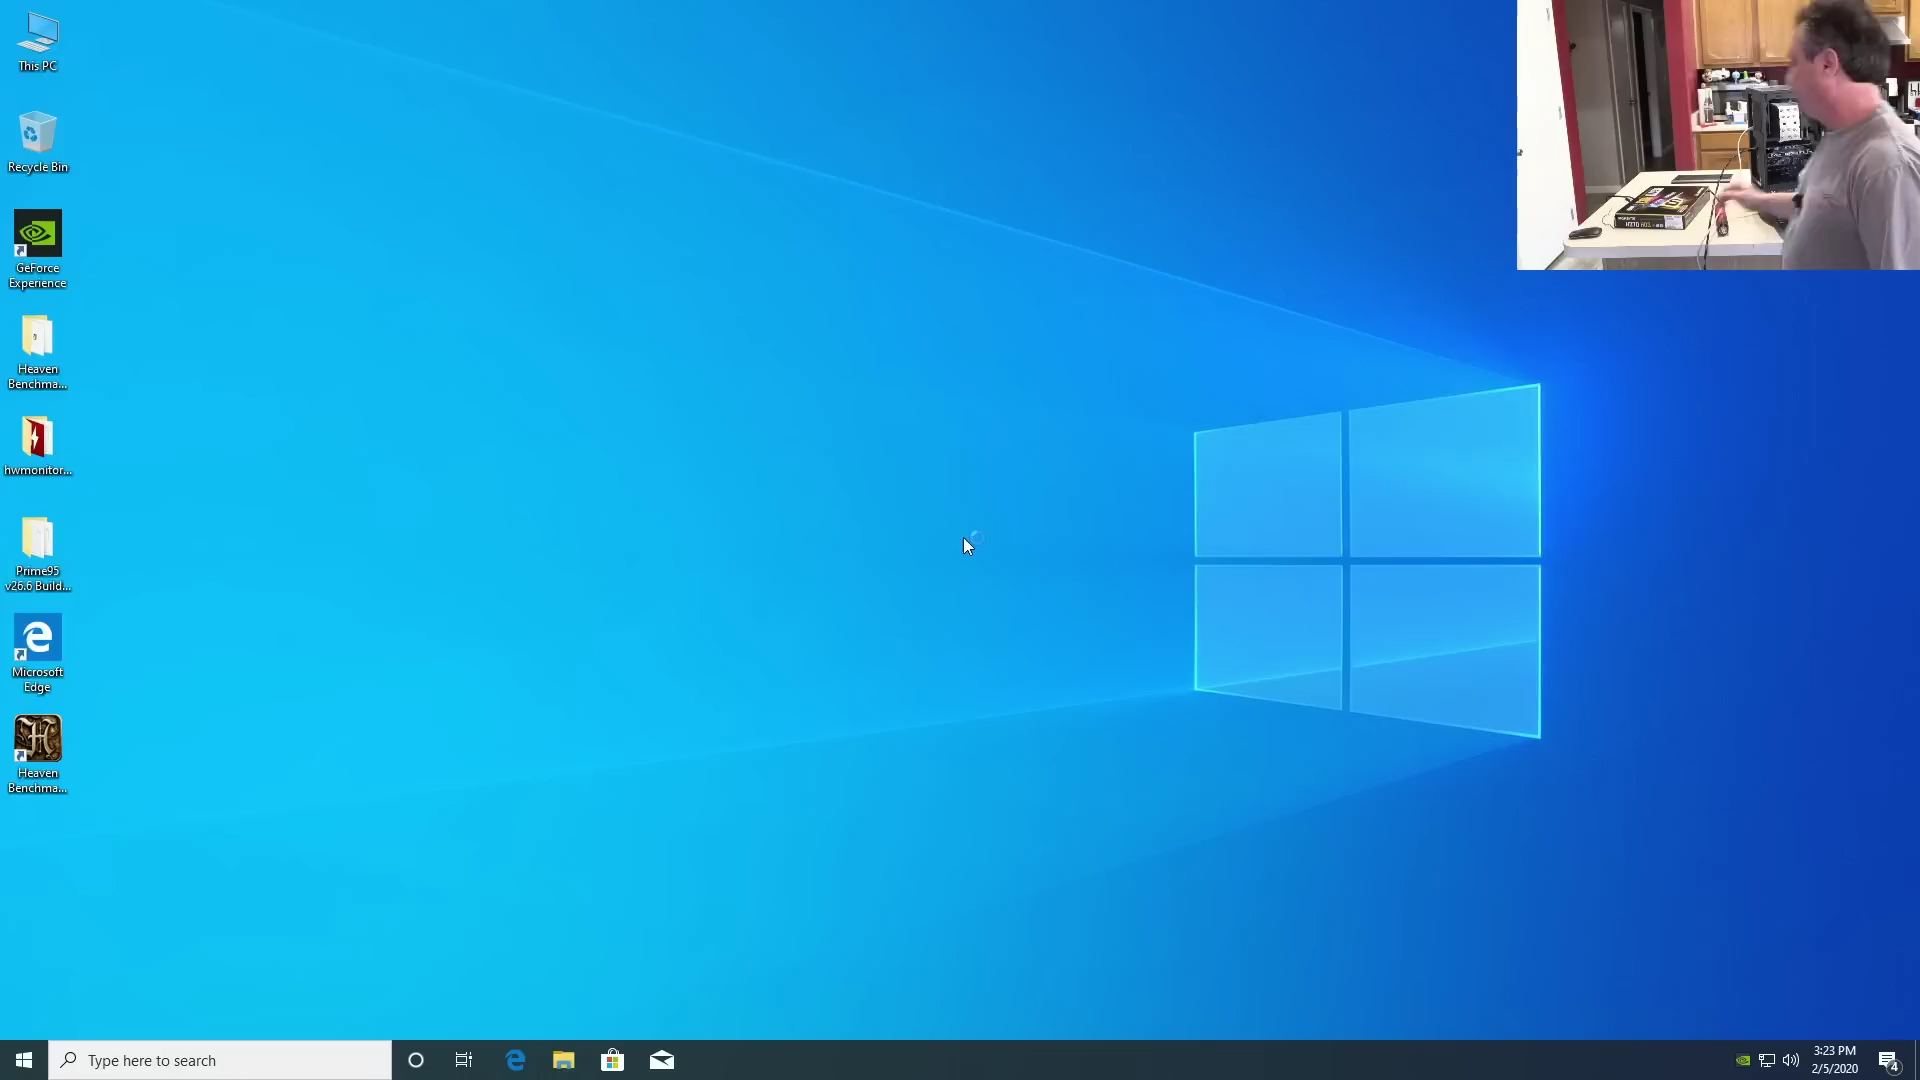 This PC
Recycle Bin
GeForce
Experience
Heaven
Benchma...
hwmonitor...
Prime95
v26.6 Build...
Microsoft
Edge
Heaven
Benchma...
Type here to search
3:23 PM
2/5/2020
4